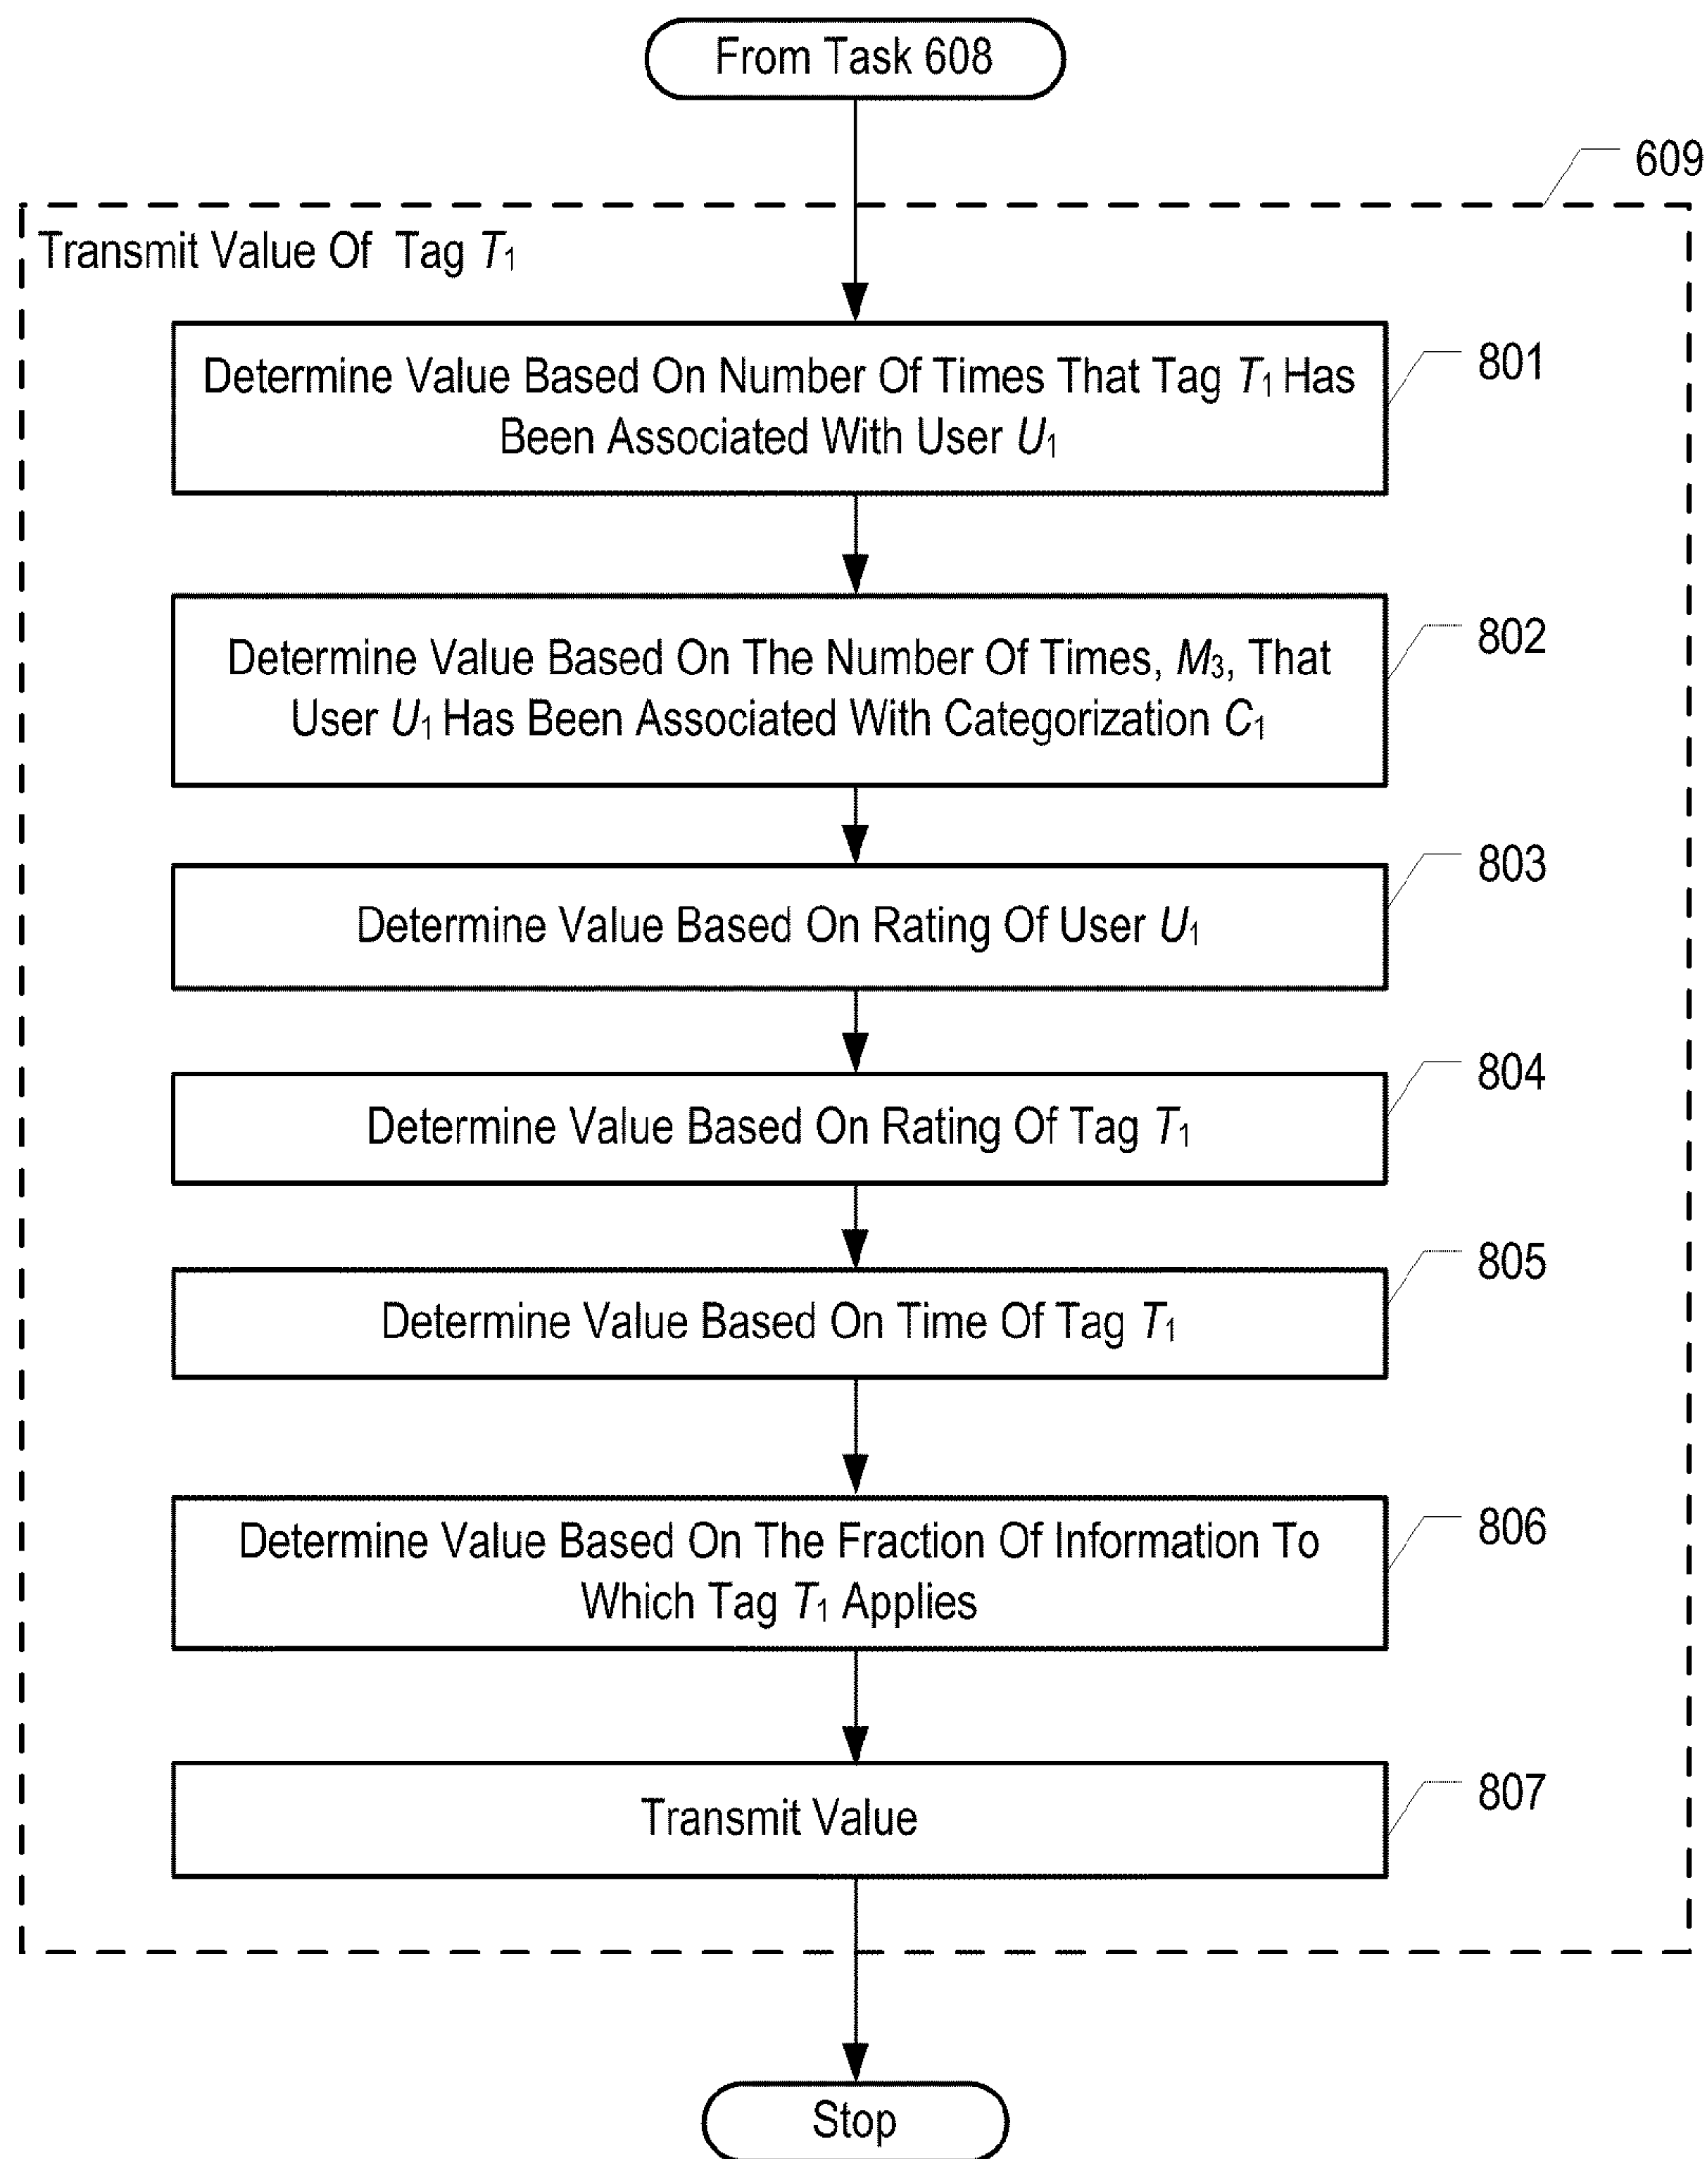 From Task 608
609
Transmit Value Of Tag T1
Determine Value Based On Number Of Times That Tag T1 Has
Been Associated With User U1
801
Determine Value Based On The Number Of Times, M3, That
User U1 Has Been Associated With Categorization C1
802
Determine Value Based On Rating Of User U1
803
Determine Value Based On Rating Of Tag T1
804
Determine Value Based On Time Of Tag T1
805
Determine Value Based On The Fraction Of Information To
Which Tag T1 Applies
806
Transmit Value
807
Stop